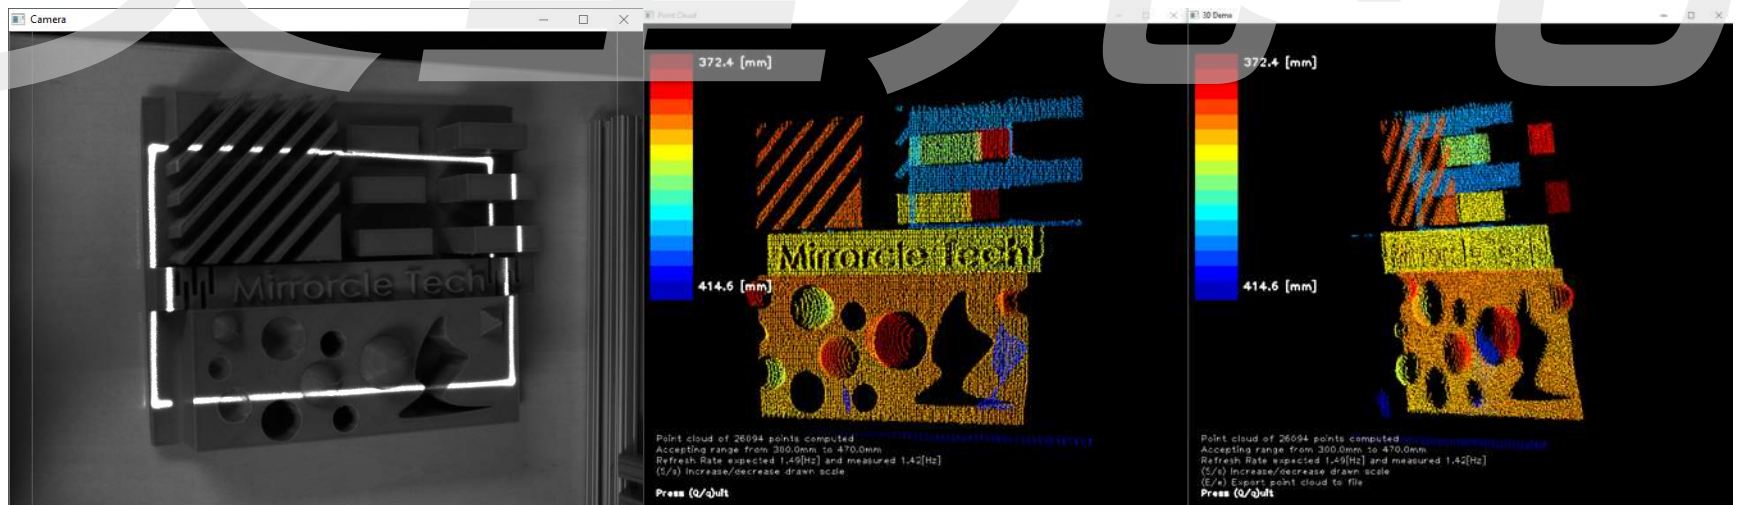 Camera
Point Cloud
3D Demo
372.4 [mm]
372.4 [mm]
Mirrorcle Tech
Mirrorcle Tech
414.6 [mm]
414.6 [mm]
Point cloud of 26094 points computed
Accepting range from 300.0mm to 470.0mm
Refresh Rate expected 1.49[Hz] and measured 1.42[Hz]
(S/s) Increase/decrease drawn scale
Press (Q/q)uit
Point cloud of 26094 points computed
Accepting range from 300.0mm to 470.0mm
Refresh Rate expected 1.49[Hz] and measured 1.42[Hz]
(S/s) Increase/decrease drawn scale
(E/e) Export point cloud to file
Press (Q/q)uit